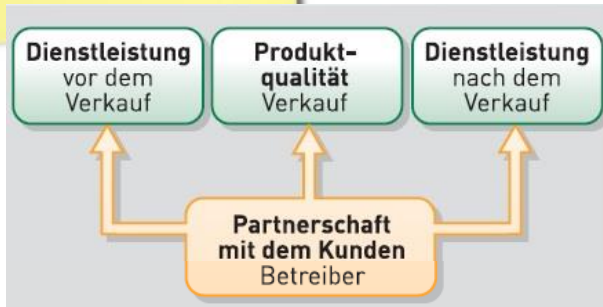 Dienstleistung
vor dem
Verkauf
Produkt-
qualität
Verkauf
Dienstleistung
nach dem
Verkauf
Partnerschaft
mit dem Kunden
Betreiber